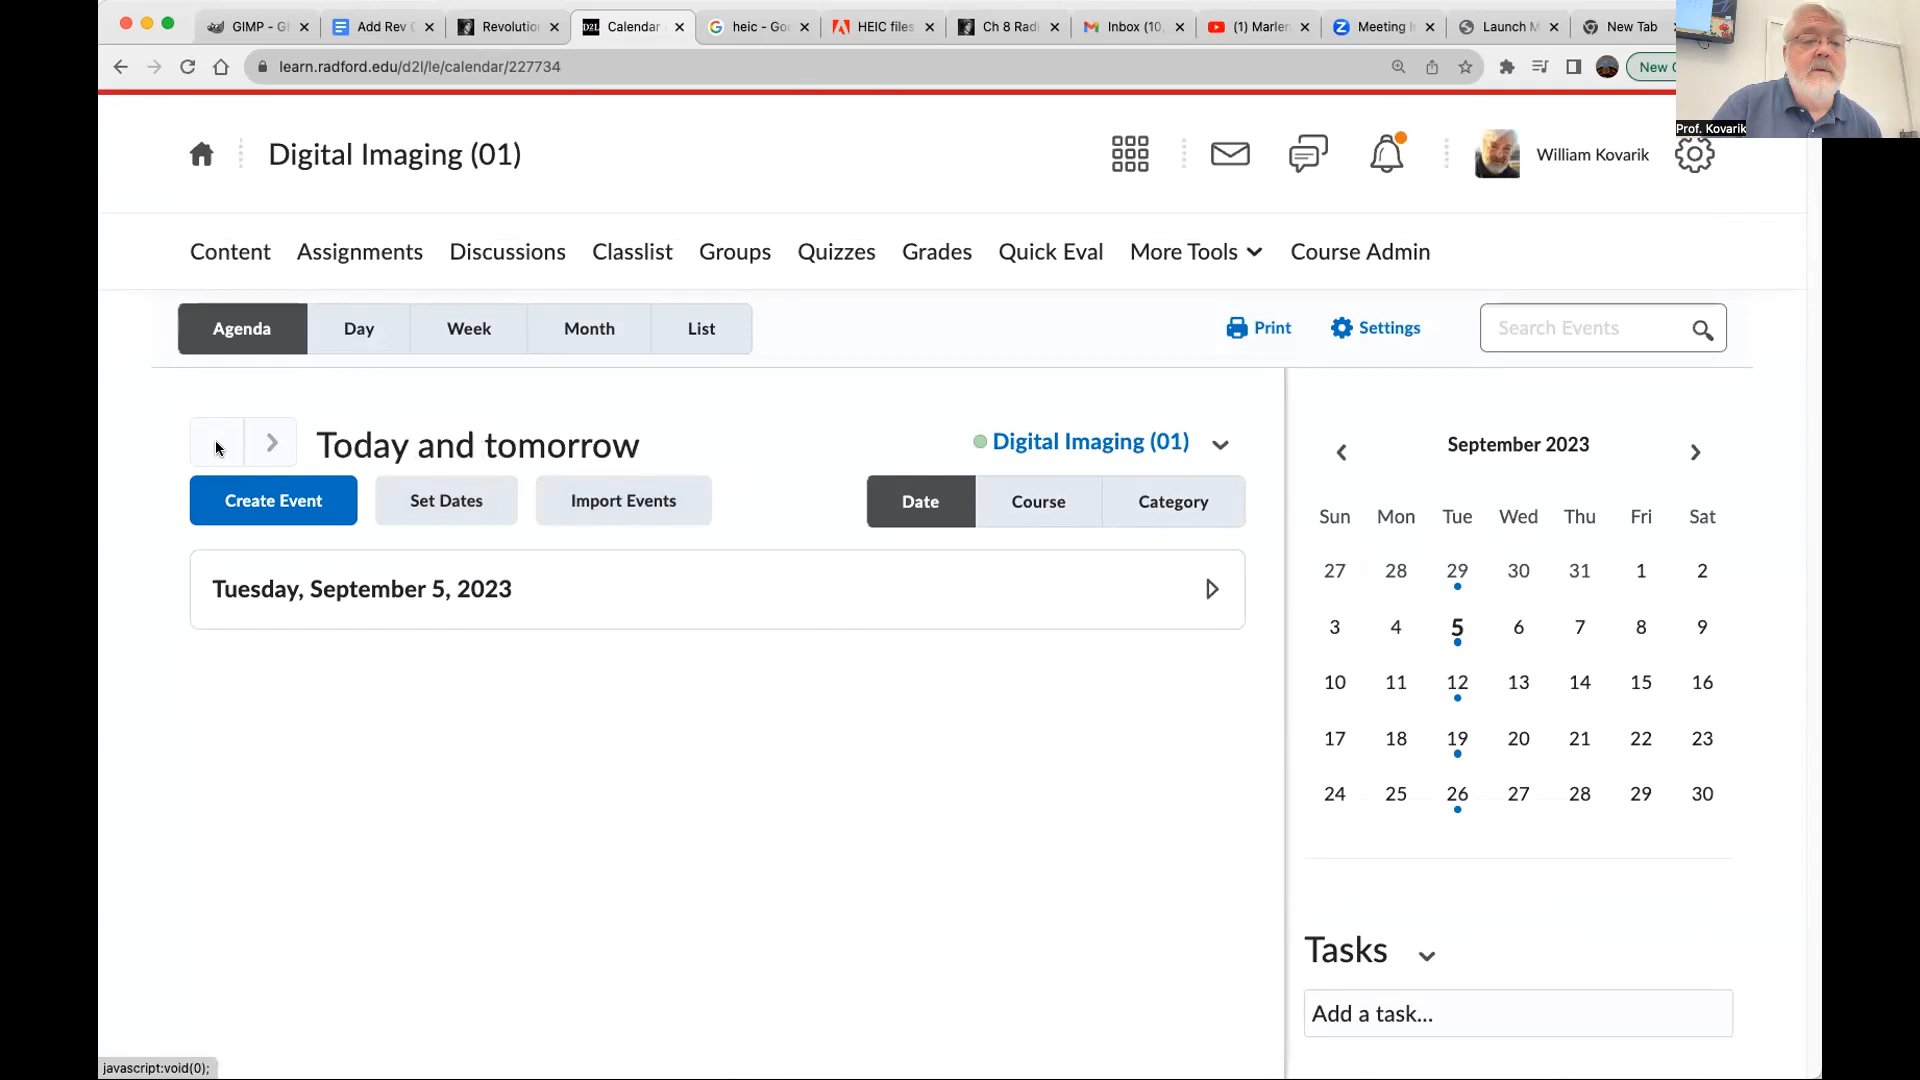 GIMP - G
Add Rev
Revolution
Calendar
heic - Goo
HEIC files
Ch 8 Radi
Inbox (10,
(1) Marlen
Meeting I
Launch M
New Tab
learn.radford.edu/d2l/le/calendar/227734
New
Prof. Kovarik
Digital Imaging (01)
William Kovarik
Content Assignments Discussions Classlist Groups Quizzes Grades Quick Eval More Tools Course Admin
Agenda Day Week Month List
Print Settings Search Events
Today and tomorrow
Digital Imaging (01)
Create Event Set Dates Import Events
Date Course Category
Tuesday, September 5, 2023
September 2023
Sun Mon Tue Wed Thu Fri Sat
27 28 29 30 31 1 2
3 4 5 6 7 8 9
10 11 12 13 14 15 16
17 18 19 20 21 22 23
24 25 26 27 28 29 30
Tasks
Add a task...
javascript:void(0);